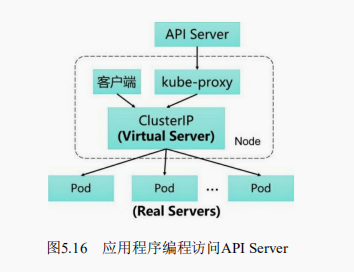 API Server
客户端
kube-proxy
ClusterIP
(Virtual Server)
Node
Pod
Pod
...
Pod
(Real Servers)
图5.16 应用程序编程访问API Server